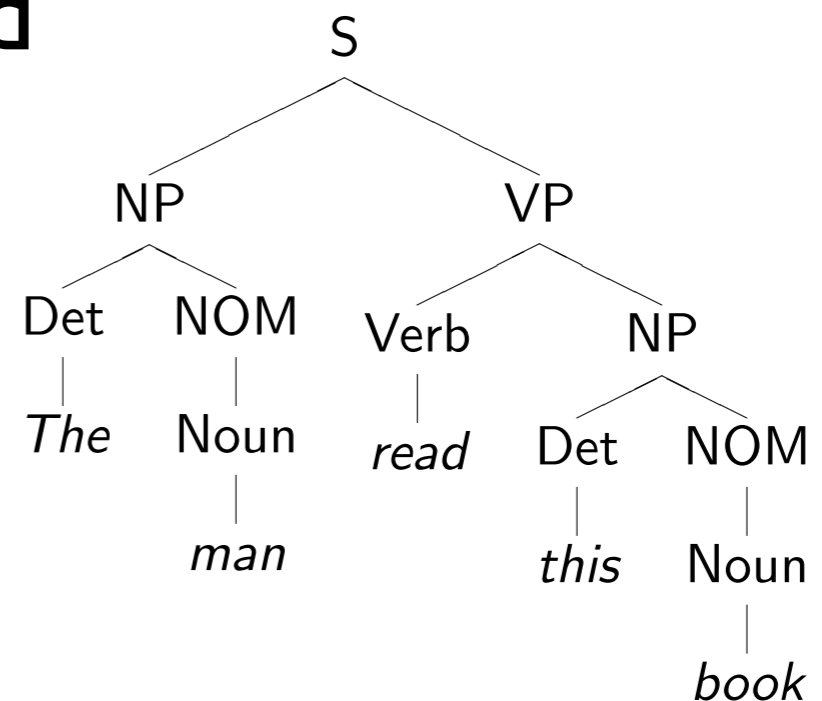 S
NP VP
Det NOM Verb NP
The Noun read Det NOM
man this Noun
book